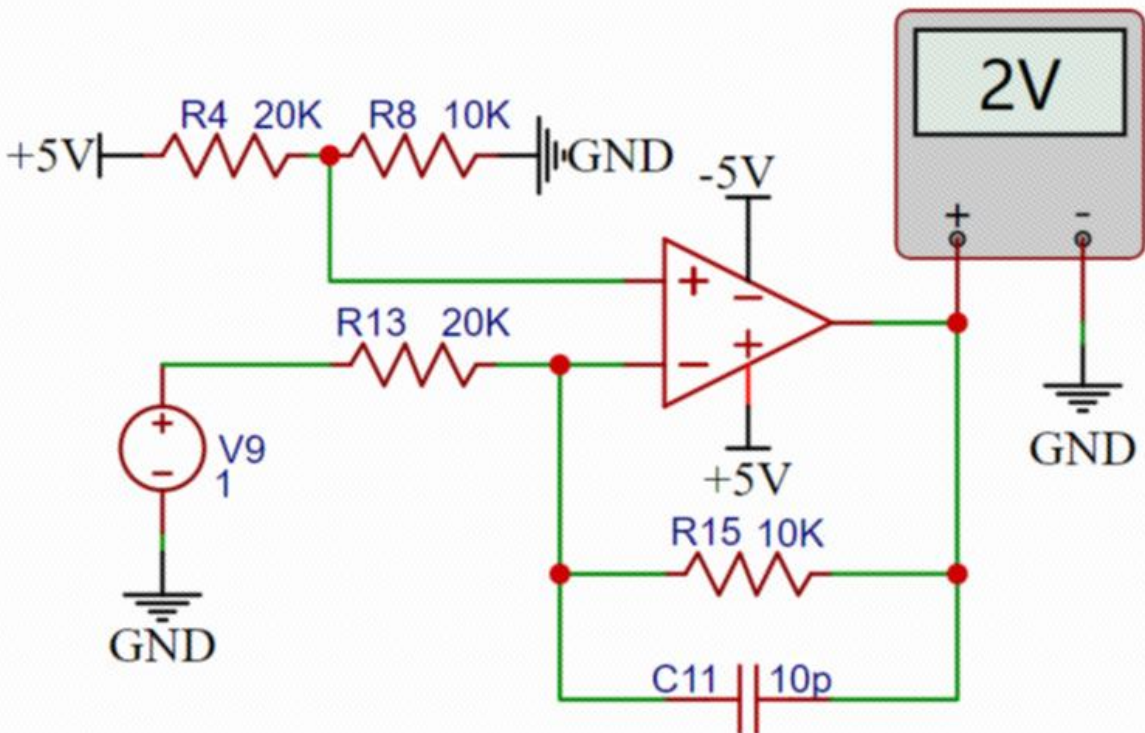 2V
R4 20K R8 10K
+5V GND
-5V
+ -
+ -
R13 20K
- +
+ V9
- 1
+5V
GND
R15 10K
GND
C11 10p